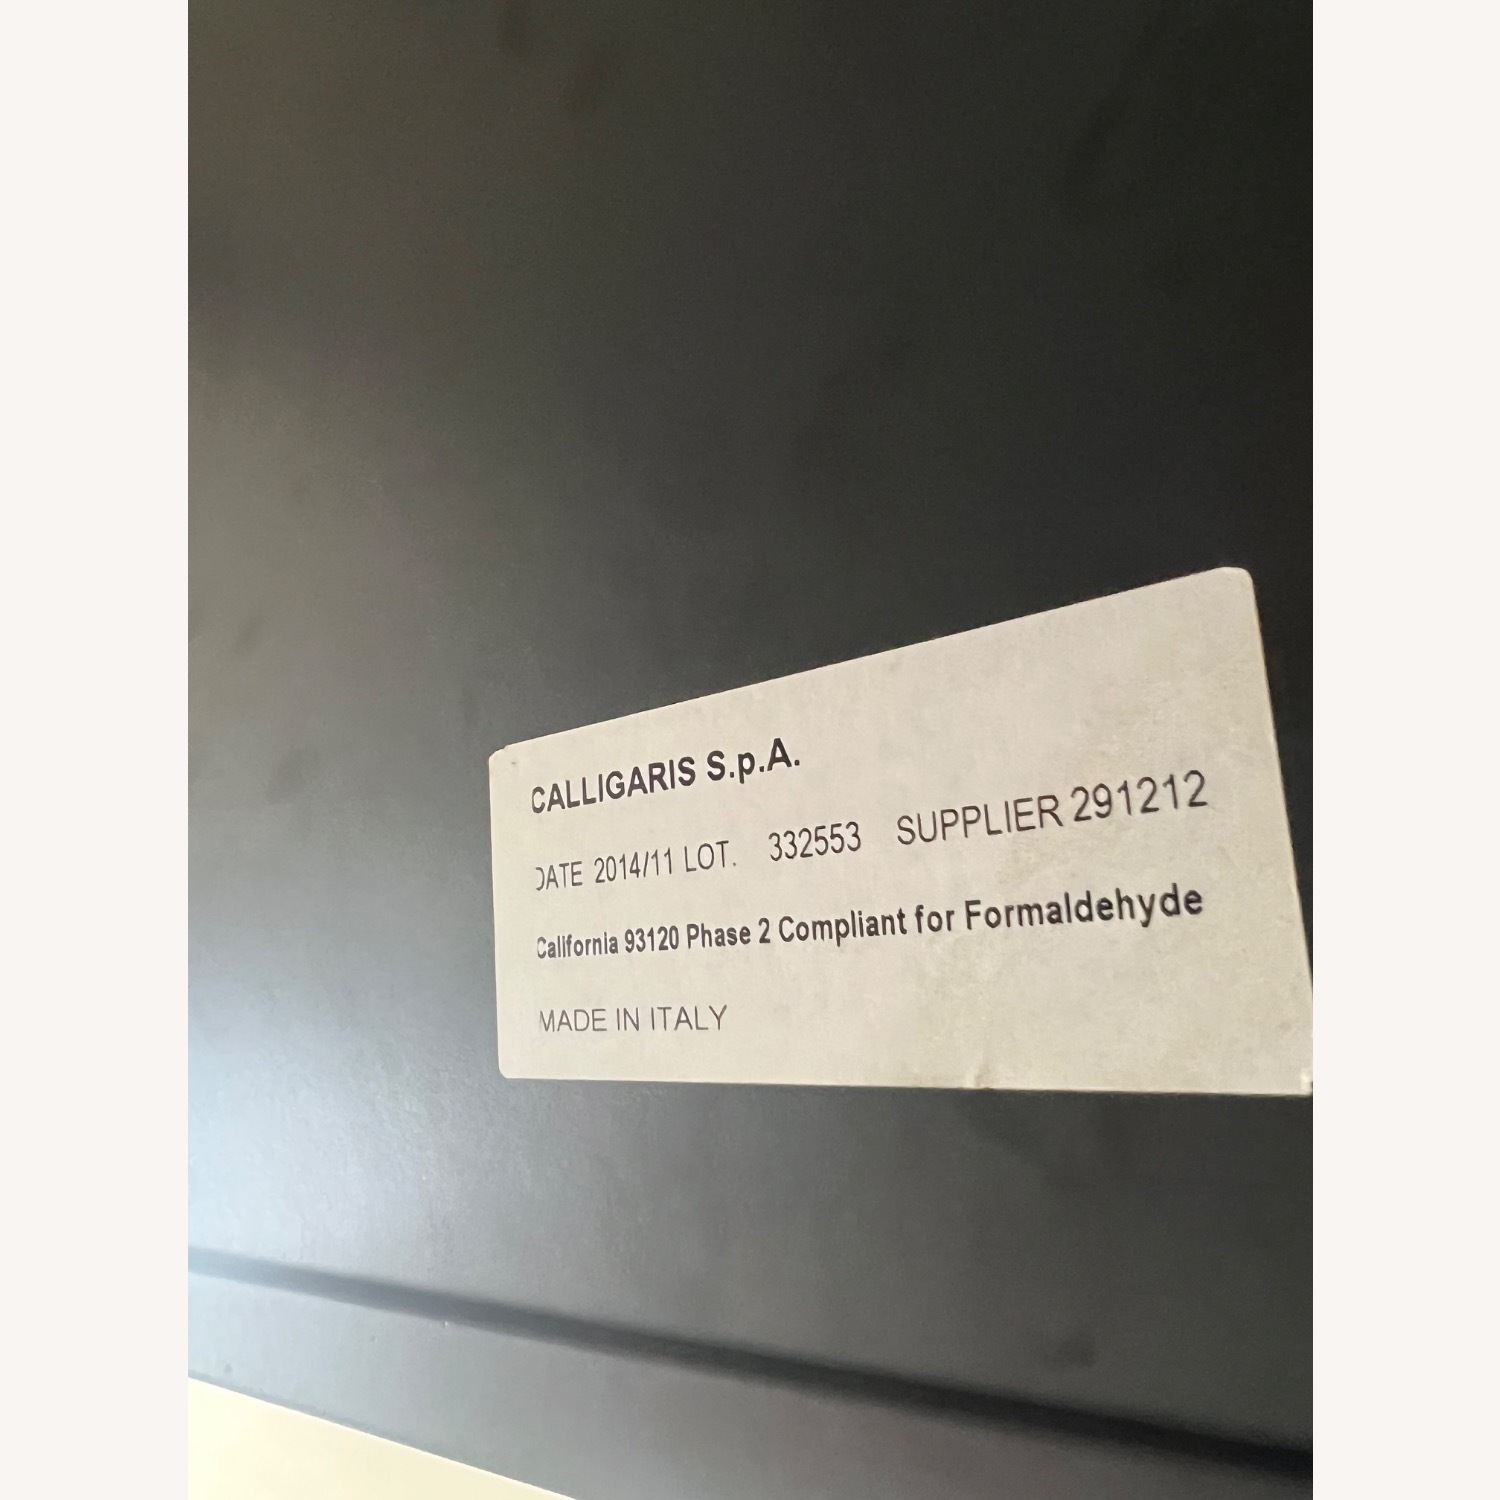 CALLIGARIS S.p.A.
DATE 2014/11 LOT. 332553 SUPPLIER 291212
California 93120 Phase 2 Compliant for Formaldehyde
MADE IN ITALY